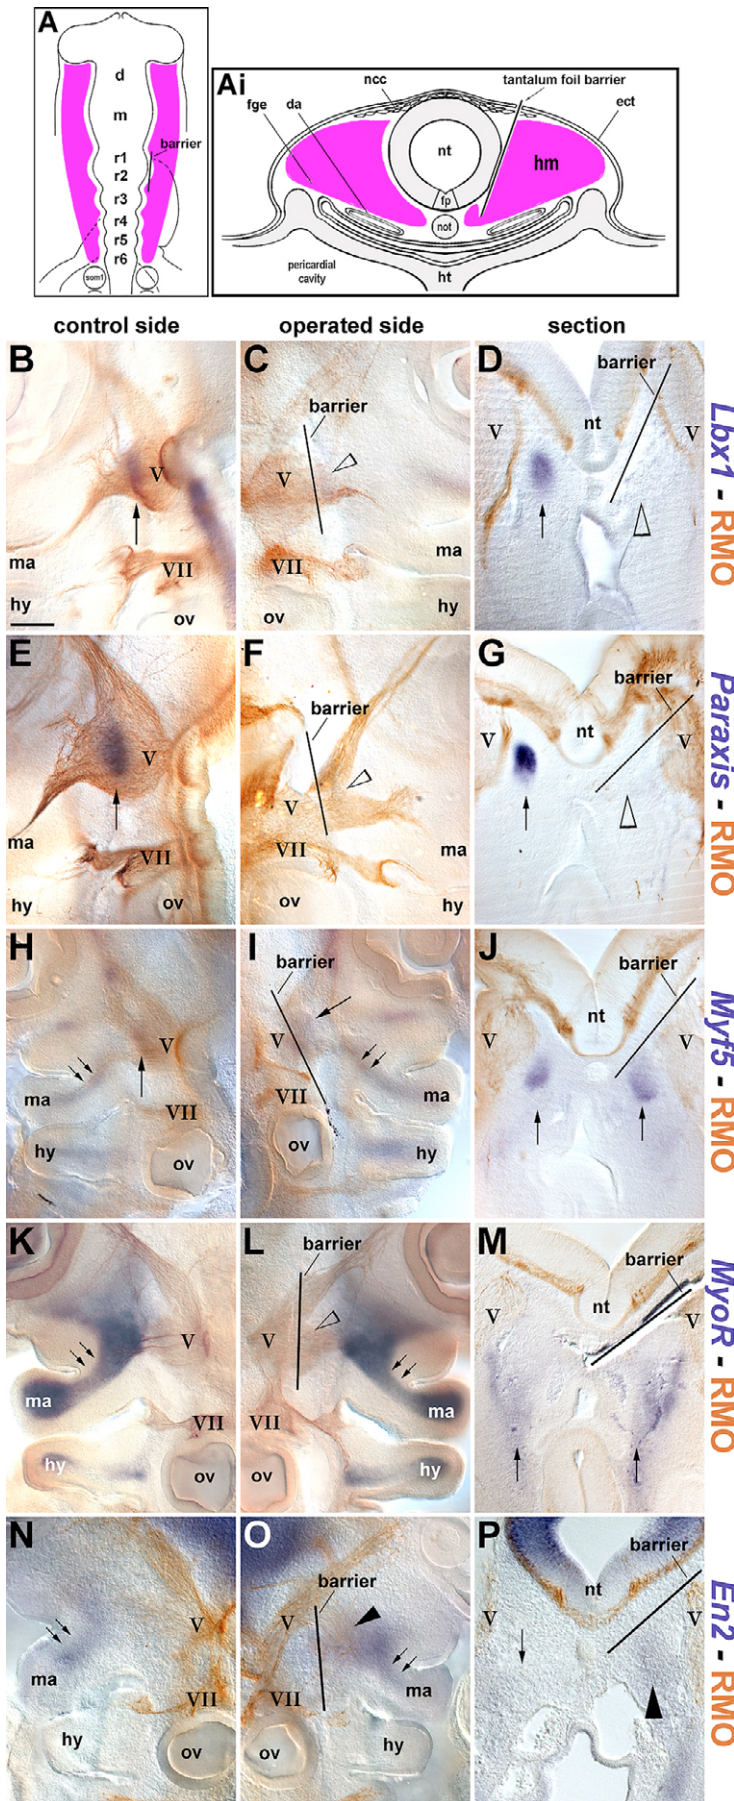 A
d
m
barrier
r1
r2
r3
r4
r5
r6
som1
Ai
ncc
tantalum foil barrier
fge
da
ect
nt
hm
fp
not
pericardial
cavity
ht
control side
operated side
section
B
V
ma
VII
hy
ov
C
barrier
V
ma
VII
hy
ov
D
barrier
V
nt
V
Lbx1 - RMO
E
V
ma
VII
hy
ov
F
barrier
V
VII
ma
ov
hy
G
barrier
V
nt
V
Paraxis - RMO
H
V
ma
VII
hy
ov
I
barrier
V
ma
VII
ov
hy
J
barrier
nt
V
V
Myf5 - RMO
K
V
ma
VII
hy
ov
L
barrier
V
ma
VII
hy
ov
M
barrier
V
nt
V
MyoR - RMO
N
V
ma
VII
hy
ov
O
barrier
V
ma
VII
hy
ov
P
barrier
nt
V
V
En2 - RMO